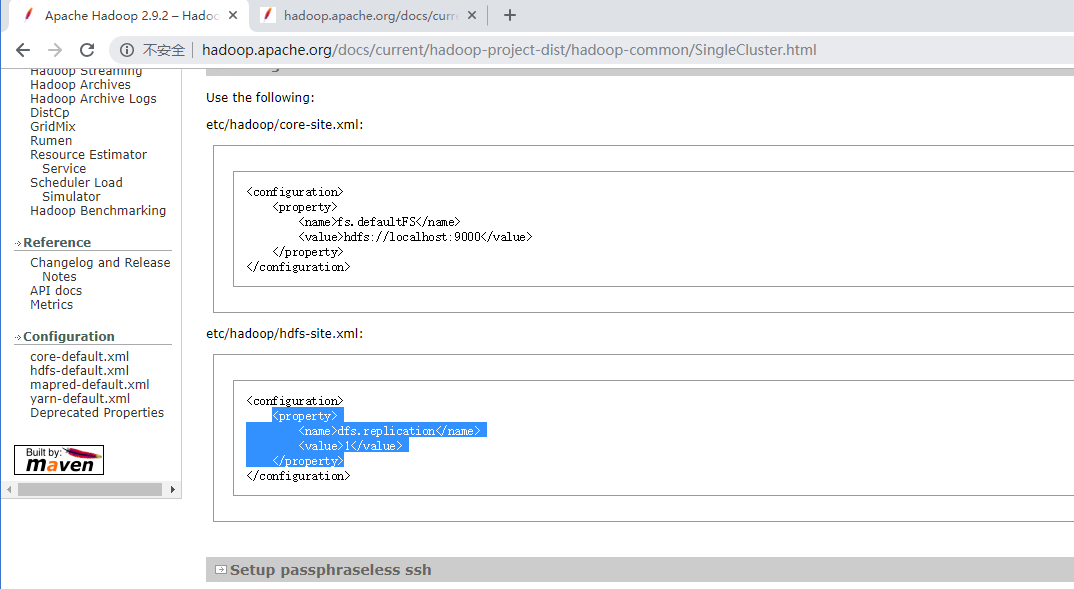 Apache Hadoop 2.9.2 – Hadoo
hadoop.apache.org/docs/curr
不安全
hadoop.apache.org/docs/current/hadoop-project-dist/hadoop-common/SingleCluster.html
Hadoop Streaming
Hadoop Archives
Hadoop Archive Logs
DistCp
GridMix
Rumen
Resource Estimator
Service
Scheduler Load
Simulator
Hadoop Benchmarking
Reference
Changelog and Release
Notes
API docs
Metrics
Configuration
core-default.xml
hdfs-default.xml
mapred-default.xml
yarn-default.xml
Deprecated Properties
Built by:
maven
Use the following:
etc/hadoop/core-site.xml:
<configuration>
<property>
<name>fs.defaultFS</name>
<value>hdfs://localhost:9000</value>
</property>
</configuration>
etc/hadoop/hdfs-site.xml:
<configuration>
<property>
<name>dfs.replication</name>
<value>1</value>
</property>
</configuration>
Setup passphraseless ssh